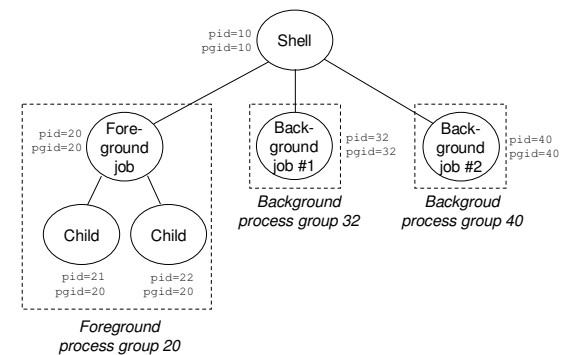 pid=10
pgid=10
Shell
pid=20
pgid=20
Fore-
ground
job
Back-
ground
job #1
pid=32
pgid=32
Back-
ground
job #2
pid=40
pgid=40
Background
process group 32
Backgroud
process group 40
Child
Child
pid=21
pgid=20
pid=22
pgid=20
Foreground
process group 20